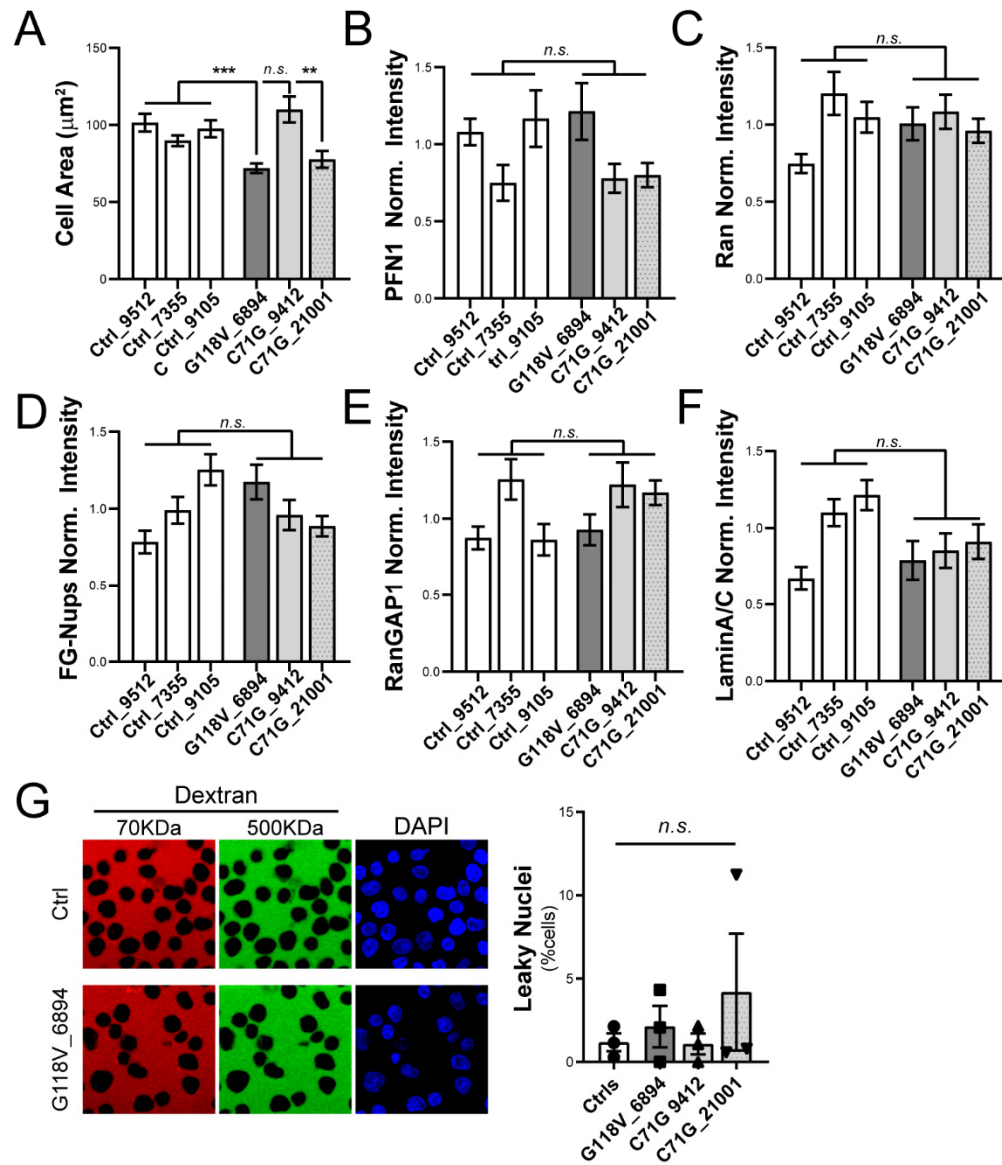 A
Cell Area (μm²)
150
100
50
0
***
n.s.
**
Ctrl_9512
Ctrl_7355
Ctrl_9105
C
G118V_6894
C71G_9412
C71G_21001
B
PFN1 Norm. Intensity
1.5
1.0
0.5
0.0
n.s.
Ctrl_9512
Ctrl_7355
trl_9105
G118V_6894
C71G_9412
C71G_21001
C
Ran Norm. Intensity
1.5
1.0
0.5
0.0
n.s.
Ctrl_9512
Ctrl_7355
Ctrl_9105
G118V_6894
C71G_9412
C71G_21001
D
FG-Nups Norm. Intensity
1.5
1.0
0.5
0.0
n.s.
Ctrl_9512
Ctrl_7355
Ctrl_9105
G118V_6894
C71G_9412
C71G_21001
E
RanGAP1 Norm. Intensity
1.5
1.0
0.5
0.0
n.s.
Ctrl_9512
Ctrl_7355
Ctrl_9105
G118V_6894
C71G_9412
C71G_21001
F
LaminA/C Norm. Intensity
1.5
1.0
0.5
0.0
n.s.
Ctrl_9512
Ctrl_7355
Ctrl_9105
G118V_6894
C71G_9412
C71G_21001
G
Dextran
70KDa
500KDa
DAPI
Ctrl
G118V_6894
Leaky Nuclei
(%cells)
15
10
5
0
n.s.
Ctrls
G118V_6894
C71G 9412
C71G_21001